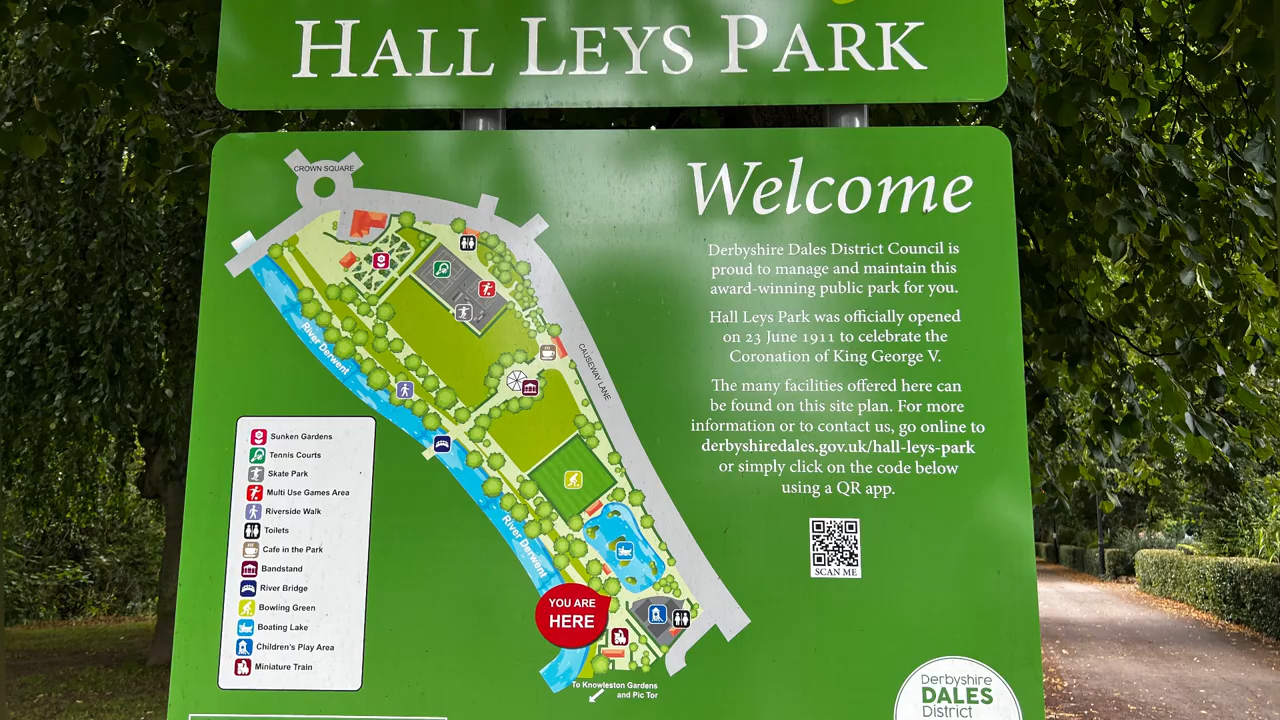 HALL LEYS PARK
CROWN SQUARE
River Derwent
CAUSEWAY LANE
River Derwent
YOU ARE
HERE
To Knowleston Gardens
and Pic Tor
Sunken Gardens
Tennis Courts
Skate Park
Multi Use Games Area
Riverside Walk
Toilets
Cafe in the Park
Bandstand
River Bridge
Bowling Green
Boating Lake
Children's Play Area
Miniature Train
Welcome
Derbyshire Dales District Council is
proud to manage and maintain this
award-winning public park for you.
Hall Leys Park was officially opened
on 23 June 1911 to celebrate the
Coronation of King George V.
The many facilities offered here can
be found on this site plan. For more
information or to contact us, go online to
derbyshiredales.gov.uk/hall-leys-park
or simply click on the code below
using a QR app.
SCAN ME
Derbyshire
DALES
District